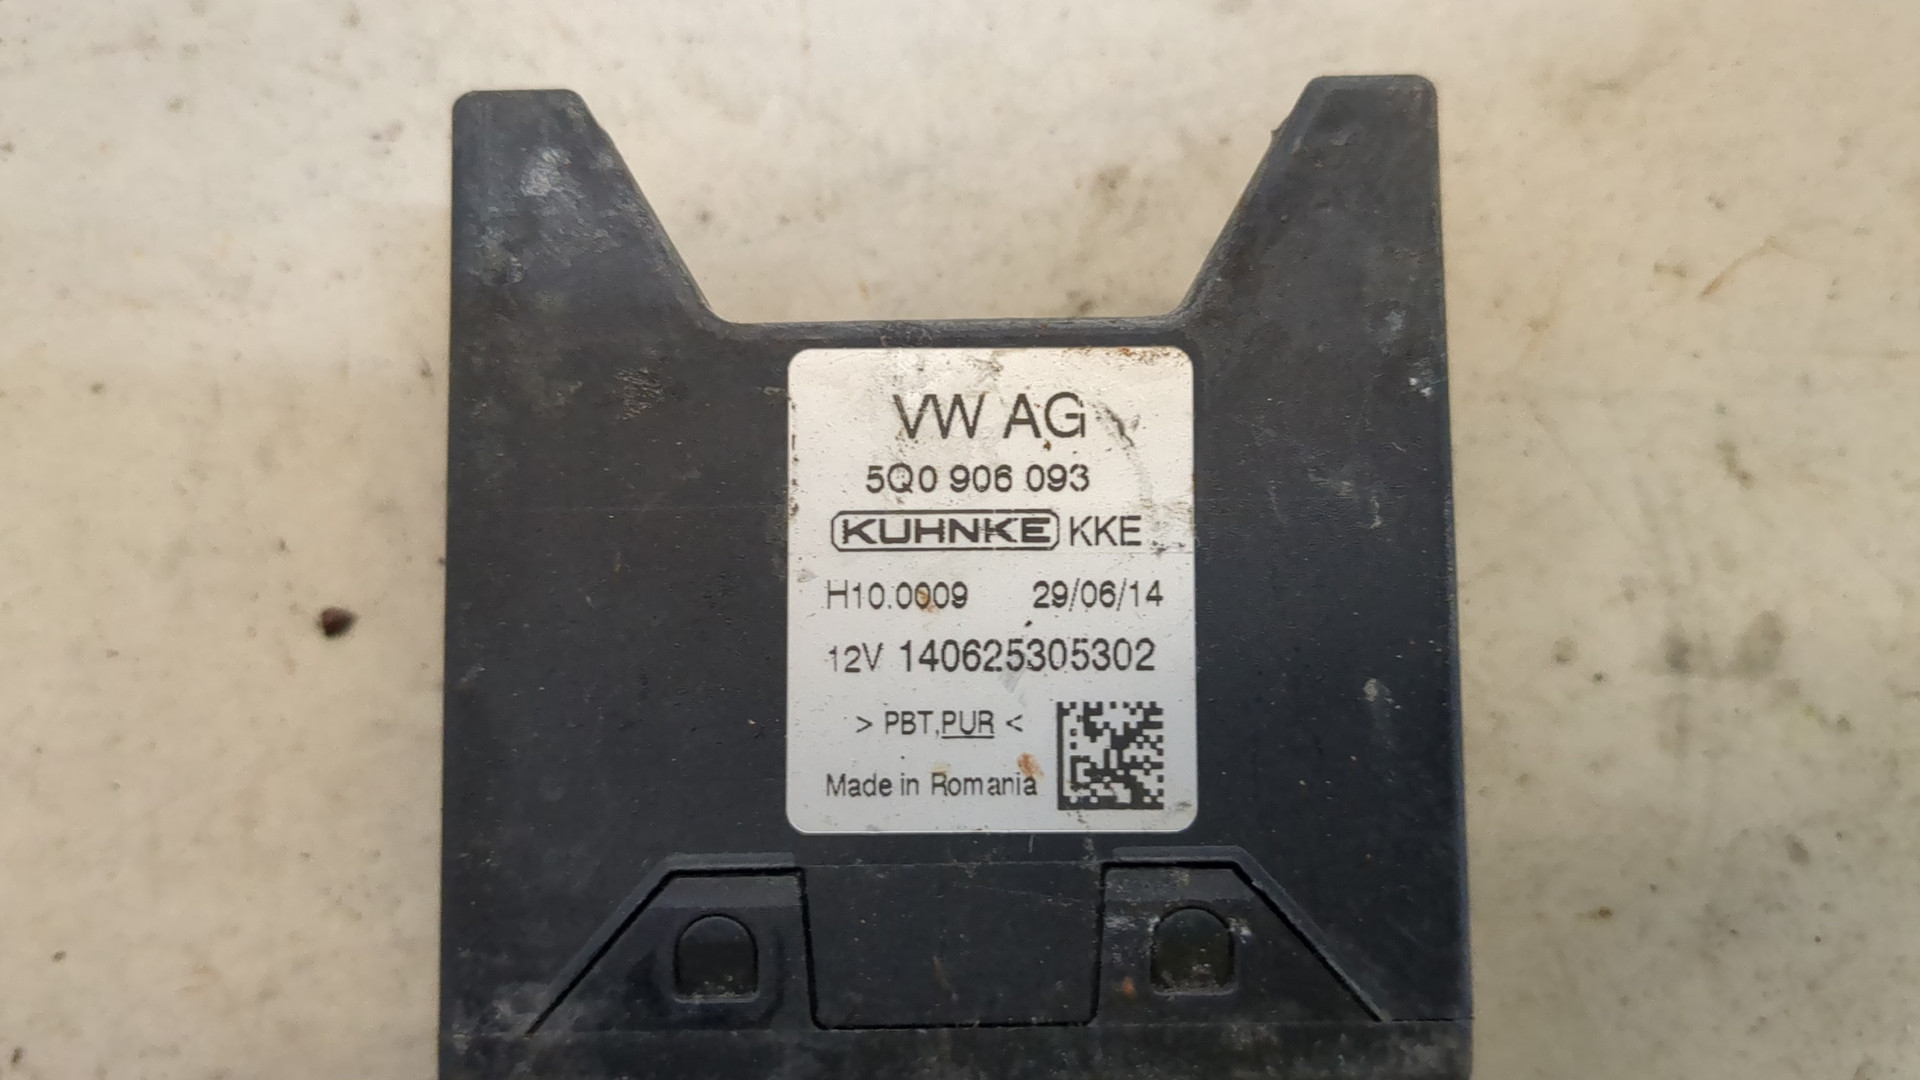 VW AG
5Q0 906 093
KUHNKE KKE
H10.0009 29/06/14
12V 140625305302
> PBT,PUR <
Made in Romania